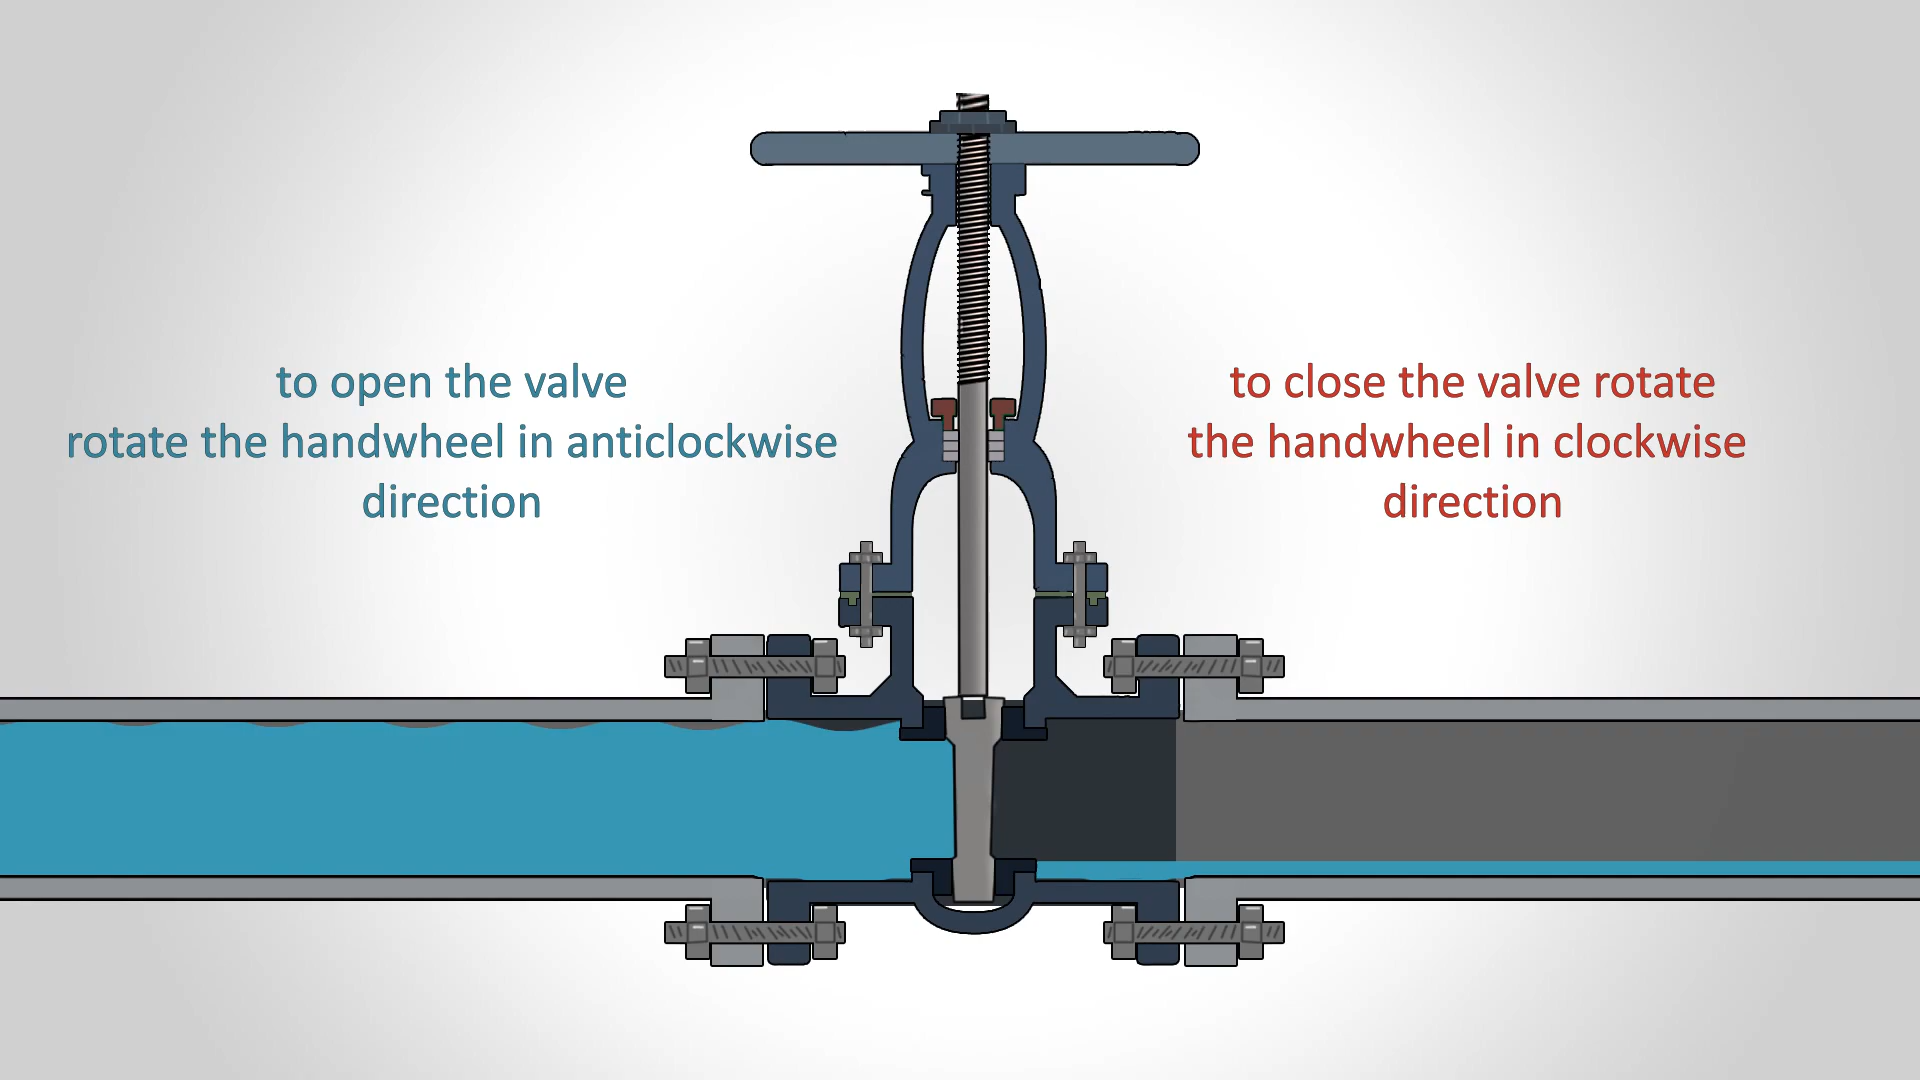 to open the valve
rotate the handwheel in anticlockwise
direction
to close the valve rotate
the handwheel in clockwise
direction